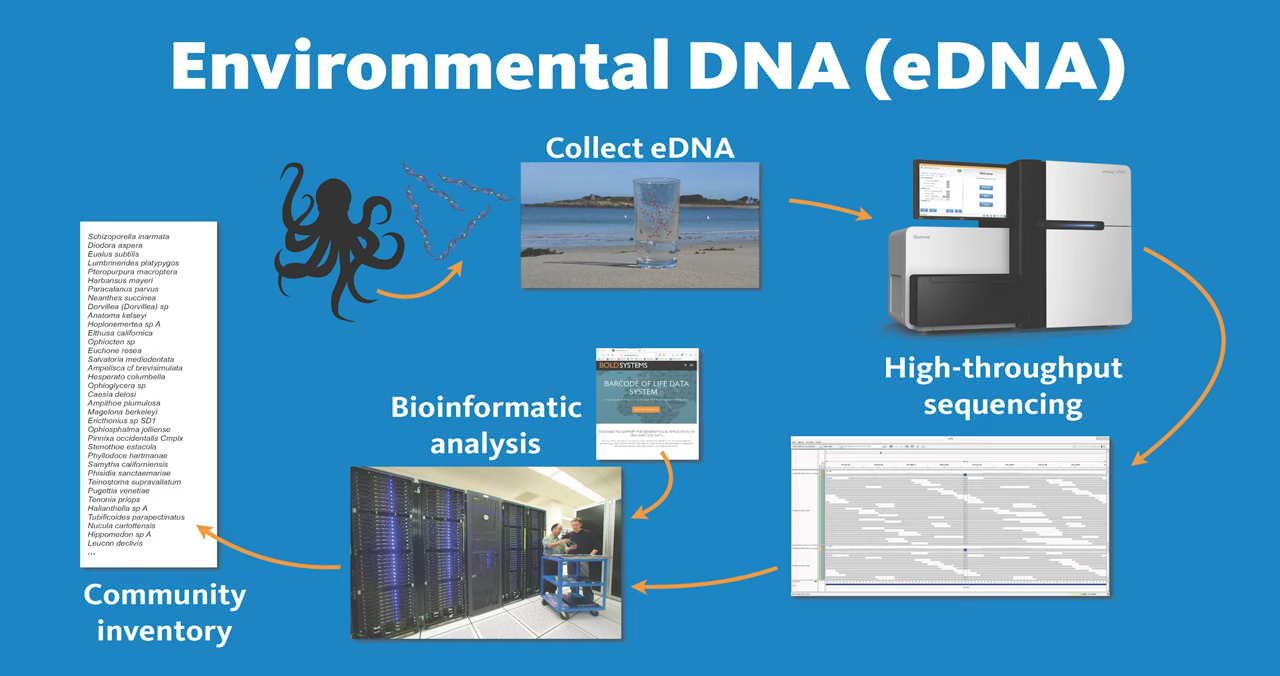 Environmental DNA (eDNA)
Collect eDNA
illumina
High-throughput
sequencing
BOLDSYSTEMS
BARCODE OF LIFE DATA
SYSTEM
Bioinformatic
analysis
Schizoporella inarmata
Diodora aspera
Eualus subtilis
Lumbrinerides platypygos
Pteropurpura macroptera
Harbansus mayeri
Paracalanus parvus
Neanthes succinea
Dorvillea (Dorvillea) sp
Anatoma kelseyi
Hoplonemertea sp A
Elthusa californica
Ophiocten sp
Euchone rosea
Salvatoria mediodentata
Ampelisca cf brevisimulata
Hesperato columbella
Ophioglycera sp
Caesia delosi
Ampithoe plumulosa
Magelona berkeleyi
Ericthonius sp SD1
Ophiosphalma jolliense
Pinnixa occidentalis Cmplx
Stenothoe estacola
Phyllodoce hartmanae
Samytha californiensis
Phisidia sanctaemariae
Teinostoma supravallatum
Pugettia venetiae
Tenonia priops
Halianthella sp A
Tubificoides parapectinatus
Nucula carlottensis
Hippomedon sp A
Leucon declivis
...
Community
inventory